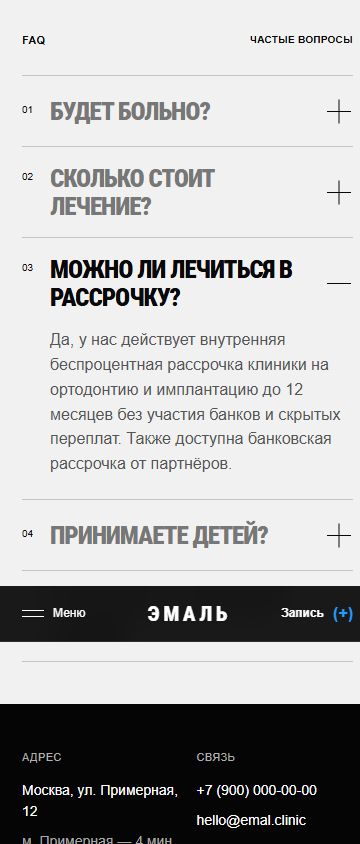 FAQ
ЧАСТЫЕ ВОПРОСЫ
01
БУДЕТ БОЛЬНО?
02
СКОЛЬКО СТОИТ
ЛЕЧЕНИЕ?
03
МОЖНО ЛИ ЛЕЧИТЬСЯ В
РАССРОЧКУ?
Да, у нас действует внутренняя
беспроцентная рассрочка клиники на
ортодонтию и имплантацию до 12
месяцев без участия банков и скрытых
переплат. Также доступна банковская
рассрочка от партнёров.
04
ПРИНИМАЕТЕ ДЕТЕЙ?
Меню
ЭМАЛЬ
Запись (+)
АДРЕС
СВЯЗЬ
Москва, ул. Примерная,
12
+7 (900) 000-00-00
hello@emal.clinic
м. Примерная — 4 мин